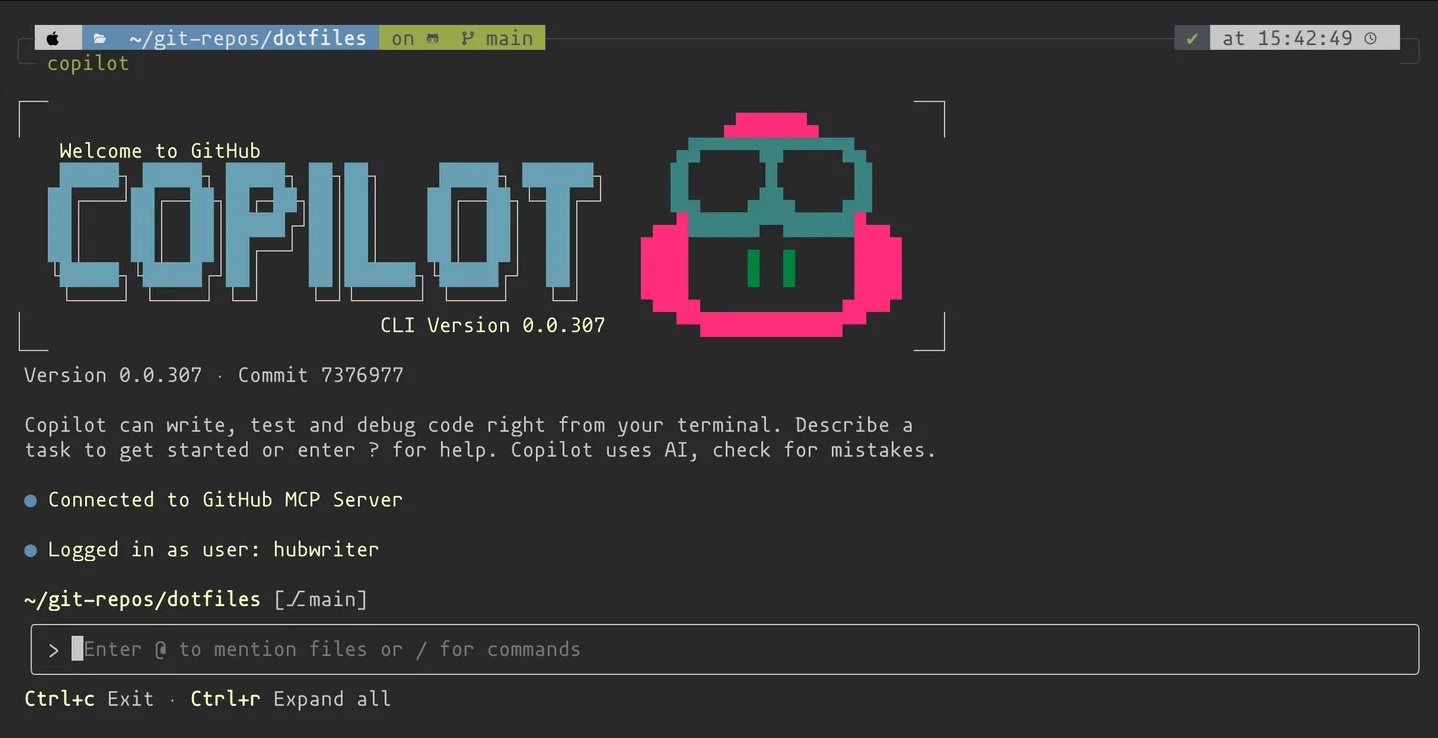 ~/git-repos/dotfiles on main ✔ at 15:42:49
copilot
Welcome to GitHub
COPILOT
CLI Version 0.0.307
Version 0.0.307 · Commit 7376977
Copilot can write, test and debug code right from your terminal. Describe a
task to get started or enter ? for help. Copilot uses AI, check for mistakes.
● Connected to GitHub MCP Server
● Logged in as user: hubwriter
~/git-repos/dotfiles [⎇main]
> Enter @ to mention files or / for commands
Ctrl+c Exit · Ctrl+r Expand all